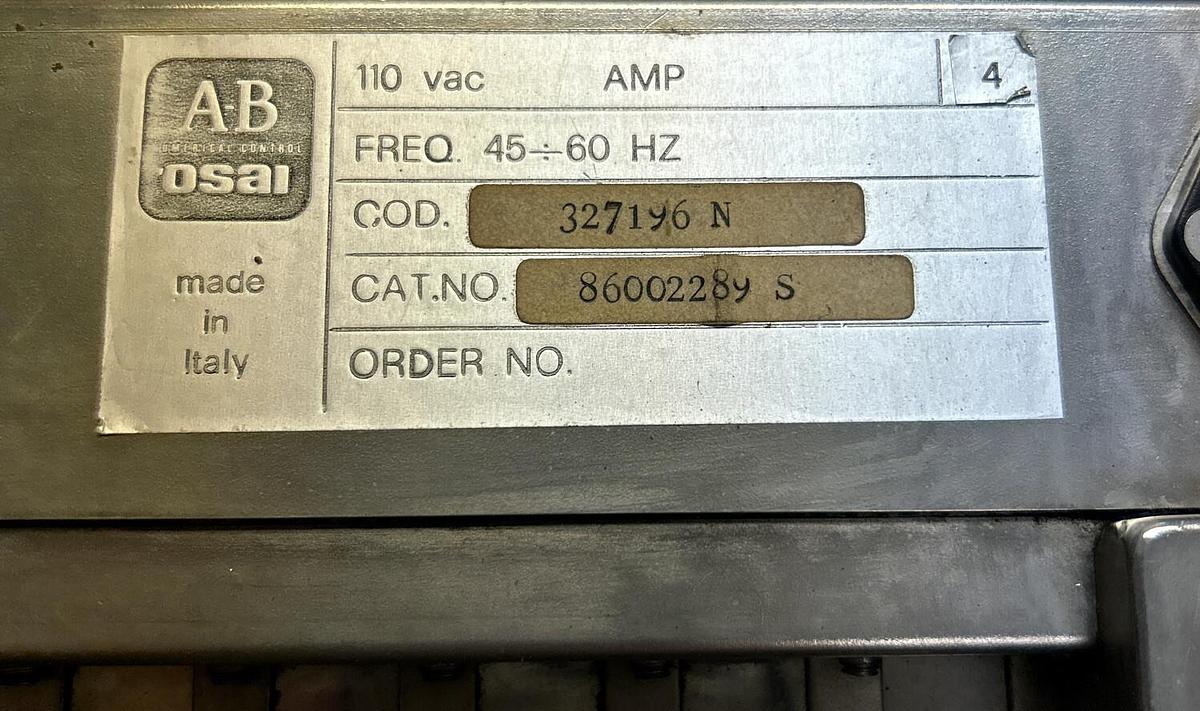 A-B
NUMERICAL CONTROL
osai
made
in
Italy
110 vac AMP 4
FREQ. 45÷60 HZ
COD. 327196 N
CAT.NO. 86002289 S
ORDER NO.